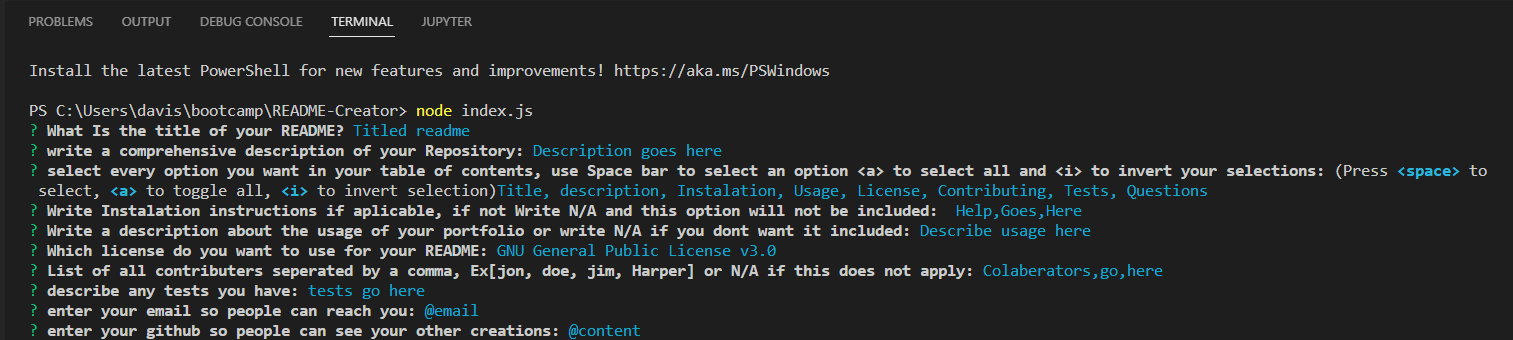 PROBLEMS OUTPUT DEBUG CONSOLE TERMINAL JUPYTER
Install the latest PowerShell for new features and improvements! https://aka.ms/PSWindows
PS C:\Users\davis\bootcamp\README-Creator> node index.js
? What Is the title of your README? Titled readme
? write a comprehensive description of your Repository: Description goes here
? select every option you want in your table of contents, use Space bar to select an option <a> to select all and <i> to invert your selections: (Press <space> to
select, <a> to toggle all, <i> to invert selection)Title, description, Instalation, Usage, License, Contributing, Tests, Questions
? Write Instalation instructions if aplicable, if not Write N/A and this option will not be included:  Help,Goes,Here
? Write a description about the usage of your portfolio or write N/A if you dont want it included: Describe usage here
? Which license do you want to use for your README: GNU General Public License v3.0
? List of all contributers seperated by a comma, Ex[jon, doe, jim, Harper] or N/A if this does not apply: Colaberators,go,here
? describe any tests you have: tests go here
? enter your email so people can reach you: @email
? enter your github so people can see your other creations: @content